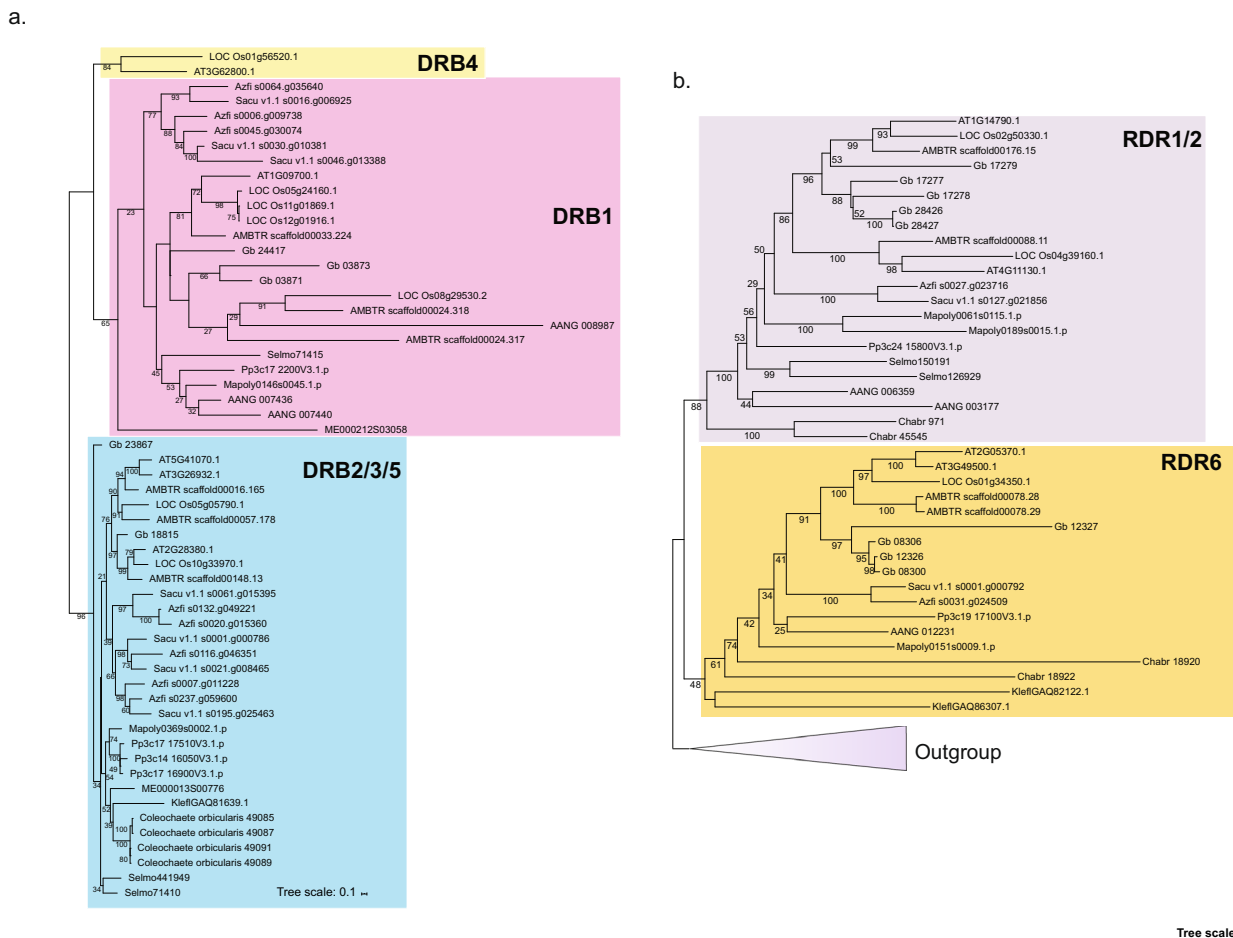 a.
84
LOC Os01g56520.1
AT3G62800.1
DRB4
DRB1
Azfi s0064.g035640
93
Sacu v1.1 s0016.g006925
77
Azfi s0006.g009738
88
Azfi s0045.g030074
84
Sacu v1.1 s0030.g010381
100
Sacu v1.1 s0046.g013388
23
AT1G09700.1
72
LOC Os05g24160.1
98
LOC Os11g01869.1
81
75
LOC Os12g01916.1
AMBTR scaffold00033.224
Gb 24417
Gb 03873
66
Gb 03871
LOC Os08g29530.2
91
AMBTR scaffold00024.318
29
AANG 008987
27
AMBTR scaffold00024.317
65
Selmo71415
45
Pp3c17 2200V3.1.p
53
Mapoly0146s0045.1.p
27
AANG 007436
32
AANG 007440
ME000212S03058
DRB2/3/5
Gb 23867
AT5G41070.1
94
100
AT3G26932.1
90
AMBTR scaffold00016.165
LOC Os05g05790.1
91
AMBTR scaffold00057.178
76
Gb 18815
97
AT2G28380.1
79
LOC Os10g33970.1
99
AMBTR scaffold00148.13
21
Sacu v1.1 s0061.g015395
97
Azfi s0132.g049221
100
Azfi s0020.g015360
96
39
Sacu v1.1 s0001.g000786
98
Azfi s0116.g046351
73
Sacu v1.1 s0021.g008465
66
Azfi s0007.g011228
98
Azfi s0237.g059600
60
Sacu v1.1 s0195.g025463
Mapoly0369s0002.1.p
74
Pp3c17 17510V3.1.p
100
Pp3c14 16050V3.1.p
49
Pp3c17 16900V3.1.p
54
34
ME000013S00776
52
KleflGAQ81639.1
39
Coleochaete orbicularis 49085
100
Coleochaete orbicularis 49087
100
Coleochaete orbicularis 49091
80
Coleochaete orbicularis 49089
Selmo441949
34
Selmo71410
Tree scale: 0.1
b.
RDR1/2
AT1G14790.1
93
LOC Os02g50330.1
99
AMBTR scaffold00176.15
53
Gb 17279
96
Gb 17277
88
Gb 17278
52
Gb 28426
100
Gb 28427
86
AMBTR scaffold00088.11
100
LOC Os04g39160.1
98
AT4G11130.1
50
Azfi s0027.g023716
100
Sacu v1.1 s0127.g021856
29
Mapoly0061s0115.1.p
100
Mapoly0189s0015.1.p
56
Pp3c24 15800V3.1.p
53
Selmo150191
99
Selmo126929
100
AANG 006359
44
AANG 003177
88
Chabr 971
100
Chabr 45545
RDR6
AT2G05370.1
100
AT3G49500.1
97
LOC Os01g34350.1
100
AMBTR scaffold00078.28
100
AMBTR scaffold00078.29
91
Gb 12327
97
Gb 08306
95
Gb 12326
98
Gb 08300
41
Sacu v1.1 s0001.g000792
100
Azfi s0031.g024509
34
Pp3c19 17100V3.1.p
25
AANG 012231
42
Mapoly0151s0009.1.p
74
Chabr 18920
61
Chabr 18922
48
KleflGAQ82122.1
KleflGAQ86307.1
Outgroup
Tree scale